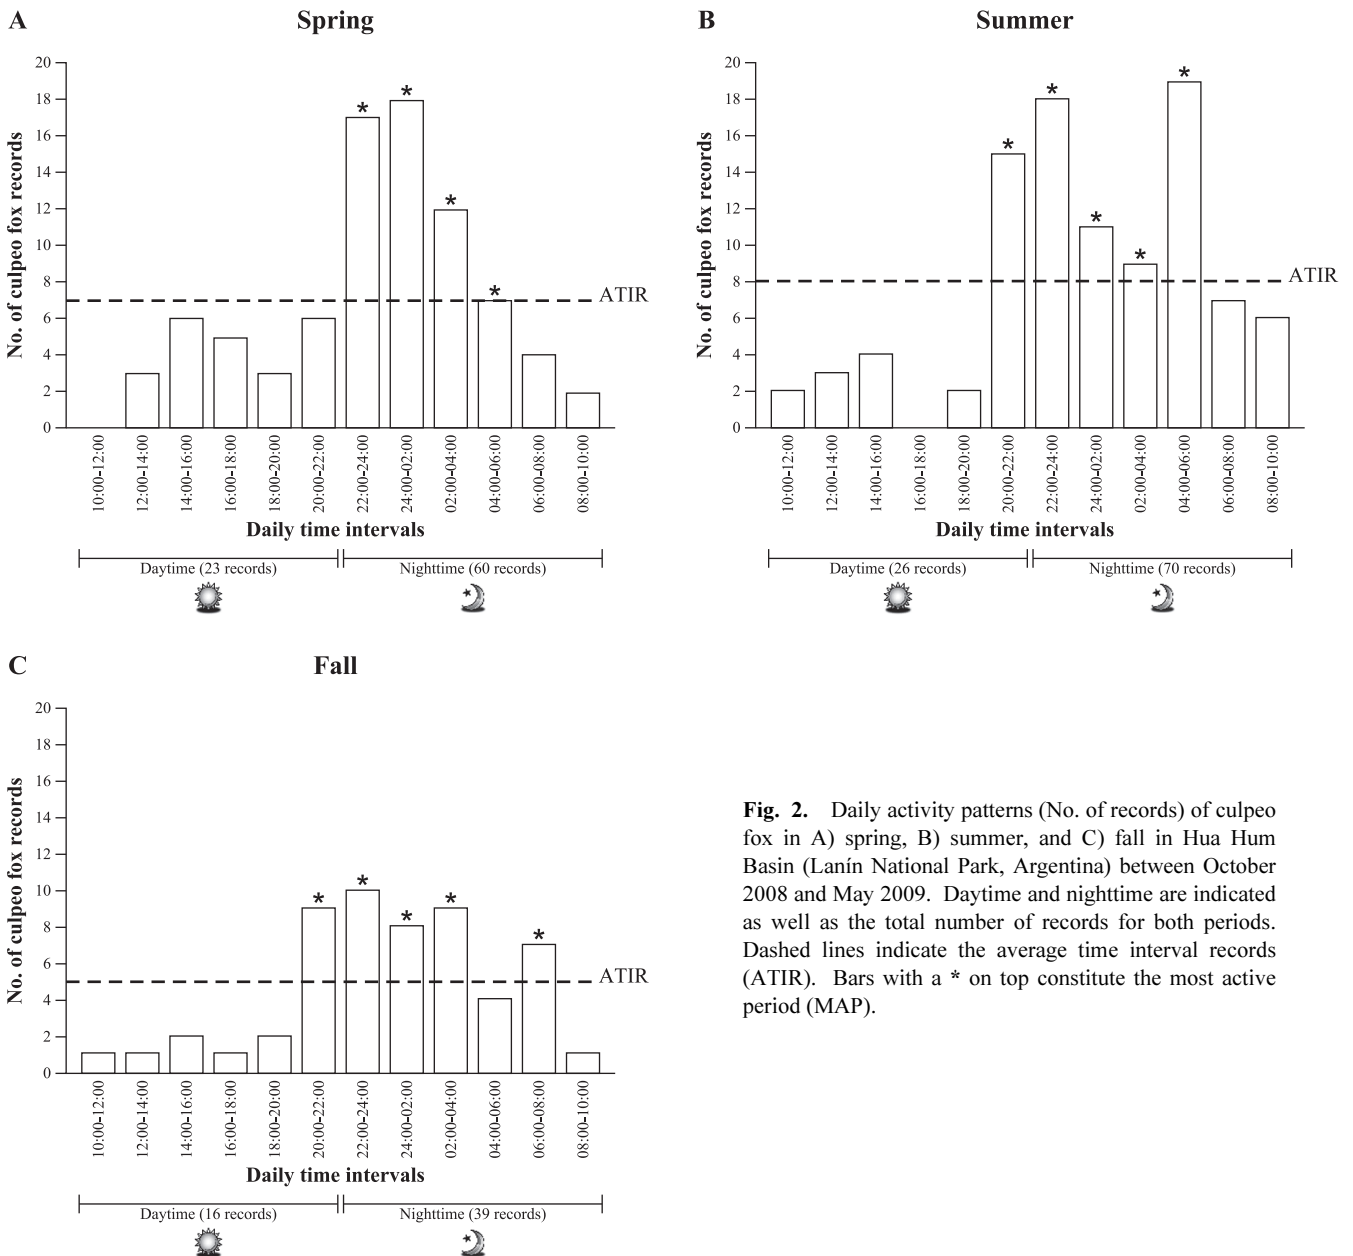 A
Spring
No. of culpeo fox records
20
18
16
14
12
10
8
6
4
2
0
*
*
*
*
ATIR
10:00-12:00
12:00-14:00
14:00-16:00
16:00-18:00
18:00-20:00
20:00-22:00
22:00-24:00
24:00-02:00
02:00-04:00
04:00-06:00
06:00-08:00
08:00-10:00
Daily time intervals
Daytime (23 records)
Nighttime (60 records)
B
Summer
No. of culpeo fox records
20
18
16
14
12
10
8
6
4
2
0
*
*
*
*
*
ATIR
10:00-12:00
12:00-14:00
14:00-16:00
16:00-18:00
18:00-20:00
20:00-22:00
22:00-24:00
24:00-02:00
02:00-04:00
04:00-06:00
06:00-08:00
08:00-10:00
Daily time intervals
Daytime (26 records)
Nighttime (70 records)
C
Fall
No. of culpeo fox records
20
18
16
14
12
10
8
6
4
2
0
*
*
*
*
*
ATIR
10:00-12:00
12:00-14:00
14:00-16:00
16:00-18:00
18:00-20:00
20:00-22:00
22:00-24:00
24:00-02:00
02:00-04:00
04:00-06:00
06:00-08:00
08:00-10:00
Daily time intervals
Daytime (16 records)
Nighttime (39 records)
Fig. 2. Daily activity patterns (No. of records) of culpeo
fox in A) spring, B) summer, and C) fall in Hua Hum
Basin (Lanín National Park, Argentina) between October
2008 and May 2009. Daytime and nighttime are indicated
as well as the total number of records for both periods.
Dashed lines indicate the average time interval records
(ATIR). Bars with a * on top constitute the most active
period (MAP).